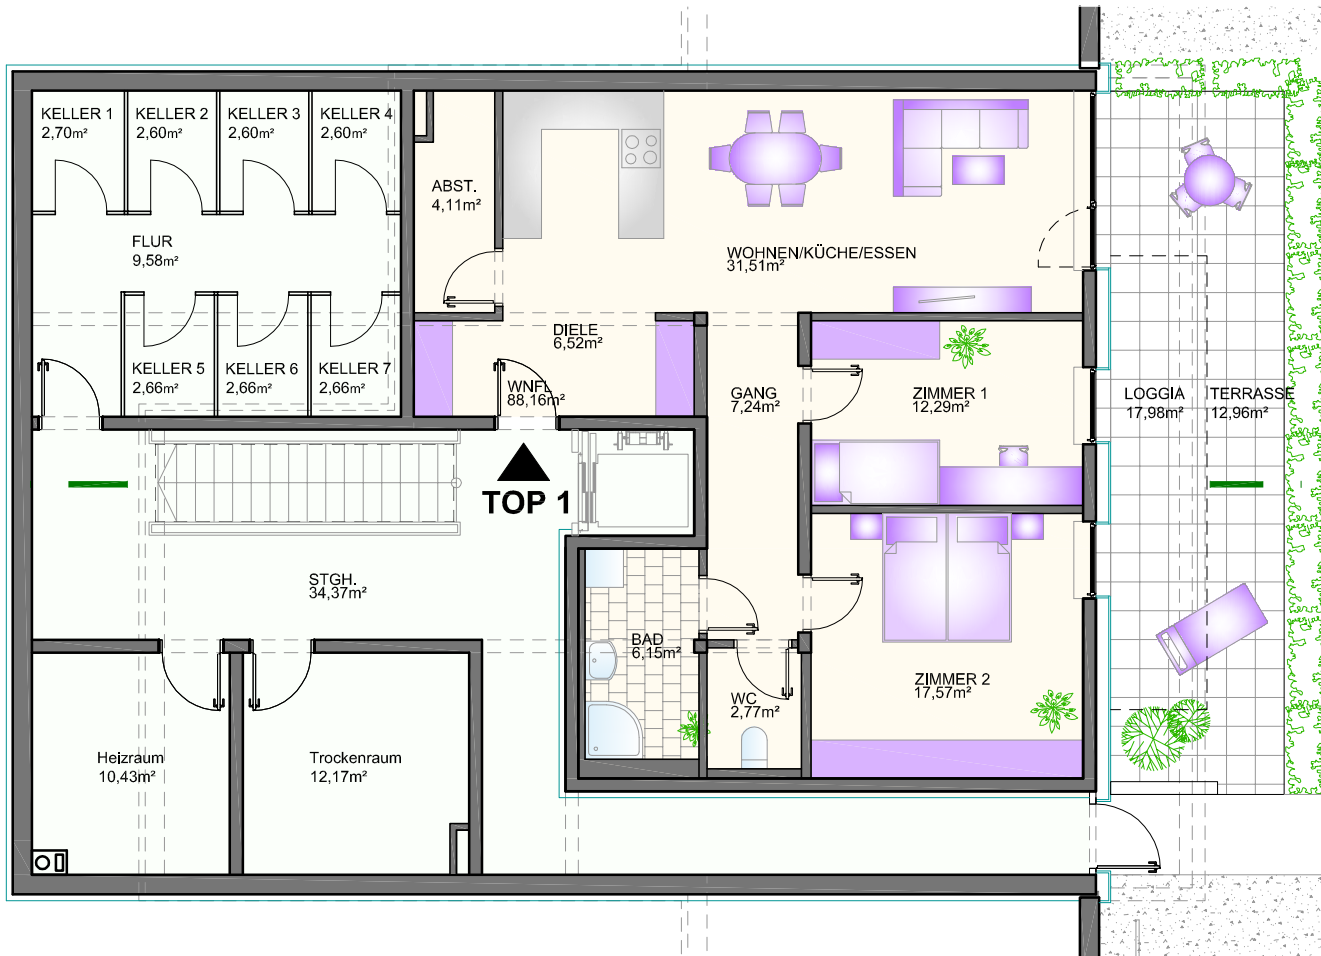 KELLER 1
2,70m²
KELLER 2
2,60m²
KELLER 3
2,60m²
KELLER 4
2,60m²
ABST.
4,11m²
FLUR
9,58m²
WOHNEN/KÜCHE/ESSEN
31,51m²
DIELE
6,52m²
KELLER 5
2,66m²
KELLER 6
2,66m²
KELLER 7
2,66m²
WNFL
88,16m²
GANG
7,24m²
ZIMMER 1
12,29m²
LOGGIA
17,98m²
TERRASSE
12,96m²
TOP 1
STGH.
34,37m²
BAD
6,15m²
ZIMMER 2
17,57m²
WC
2,77m²
Heizraum
10,43m²
Trockenraum
12,17m²